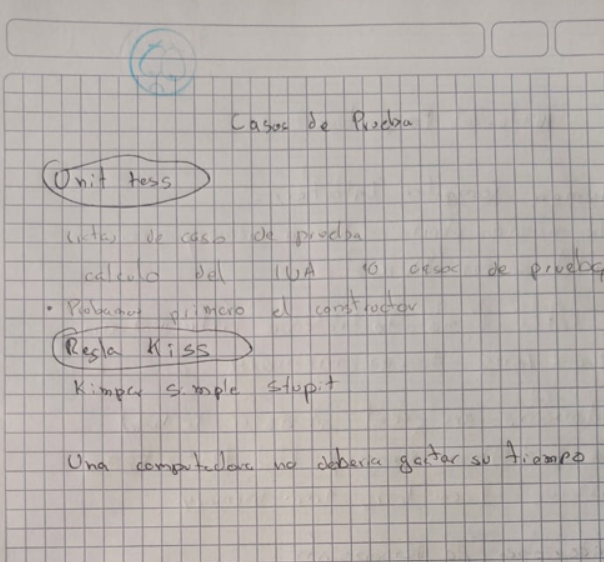 Casos de Prueba
Unit tess
de caso de prueba
calculo del IVA 10 casos de prueba
• Probamos primero el constructor
Regla Kiss
Kimper simple stupit
Una computadora no deberia gastar su tiempo